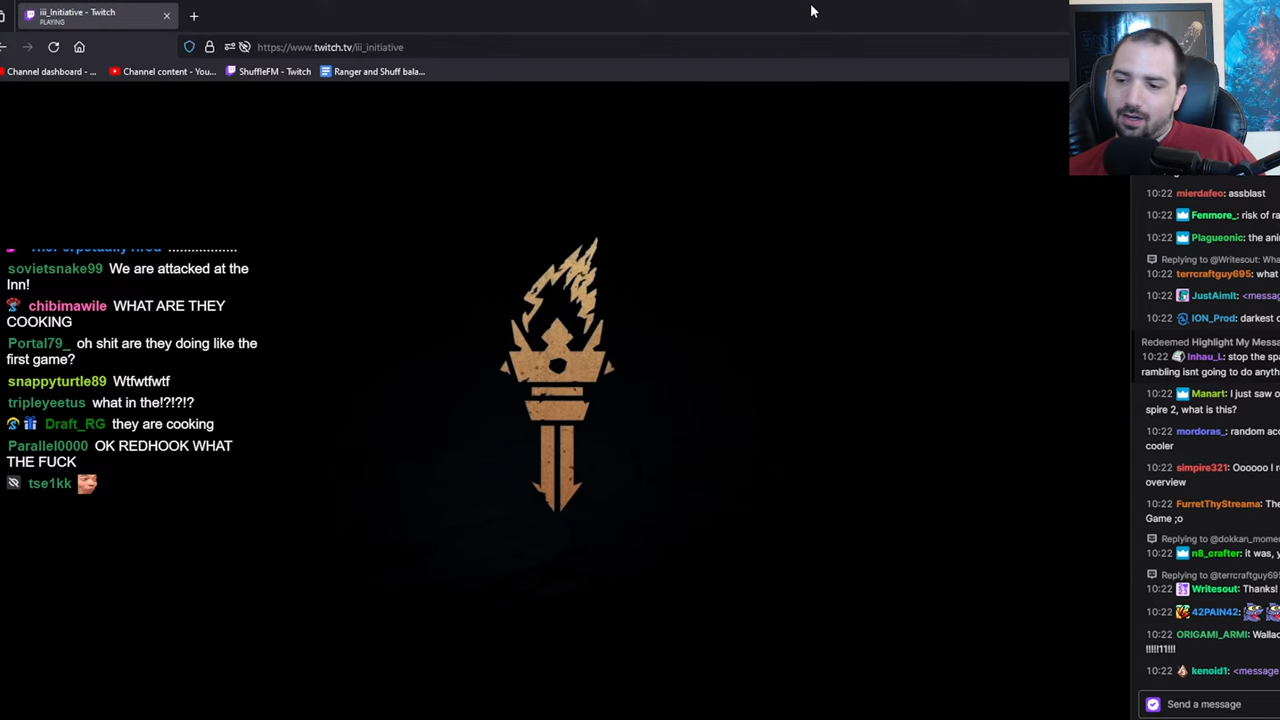 iii_Initiative - Twitch
PLAYING
https://www.twitch.tv/iii_initiative
Channel dashboard - ...
Channel content - You...
ShuffleFM - Twitch
Ranger and Shuff bala...
sovietsnake99 We are attacked at the
Inn!
chibimawile WHAT ARE THEY
COOKING
Portal79_ oh shit are they doing like the
first game?
snappyturtle89 Wtfwtfwtf
tripleyeetus what in the!?!?!?
Draft_RG they are cooking
Parallel0000 OK REDHOOK WHAT
THE FUCK
tse1kk
10:22 mierdafeo: assblast
10:22 Fenmore_: risk of ra
10:22 Plagueonic: the ani
Replying to @Writesout: Wha
10:22 terrcraftguy695: what
10:22 JustAimIt: <messag
10:22 ION_Prod: darkest d
Redeemed Highlight My Messa
10:22 Inhau_L: stop the spa
rambling isnt going to do anyth
10:22 Manart: I just saw o
spire 2, what is this?
10:22 mordoras_: random acc
cooler
10:22 simpire321: Ooooo I r
overview
10:22 FurretThyStreama: The
Game ;o
Replying to @dokkan_mome
10:22 n8_crafter: it was, y
Replying to @terrcraftguy695
10:22 Writesout: Thanks!
10:22 42PAIN42:
10:22 ORIGAMI_ARMI: Wallac
!!!!!11!!!
10:22 kenoid1: <message
Send a message